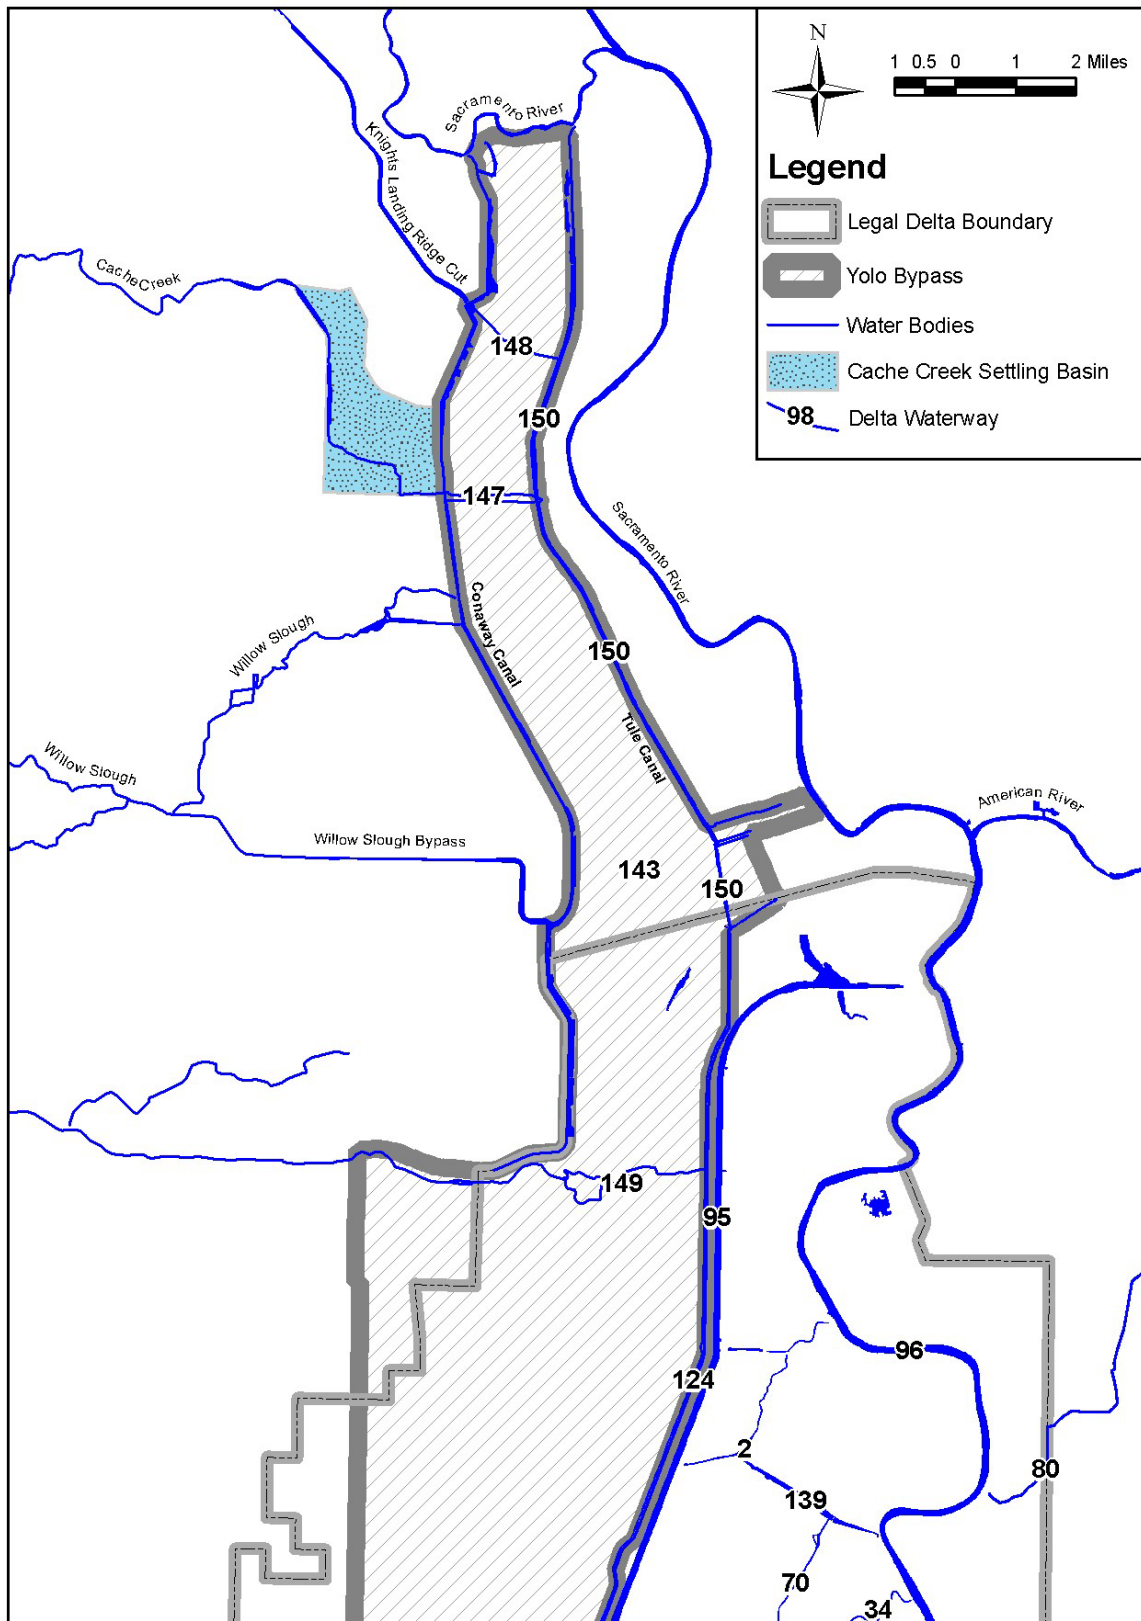 N
1 0.5 0 1 2 Miles
Legend
Legal Delta Boundary
Yolo Bypass
Water Bodies
Cache Creek Settling Basin
98 Delta Waterway
Sacramento River
Knights Landing Ridge Cut
Cache Creek
148
150
147
Sacramento River
Conaway Canal
Willow Slough
150
Tule Canal
Willow Slough
American River
Willow Slough Bypass
143
150
149
95
96
124
2
80
139
70
34